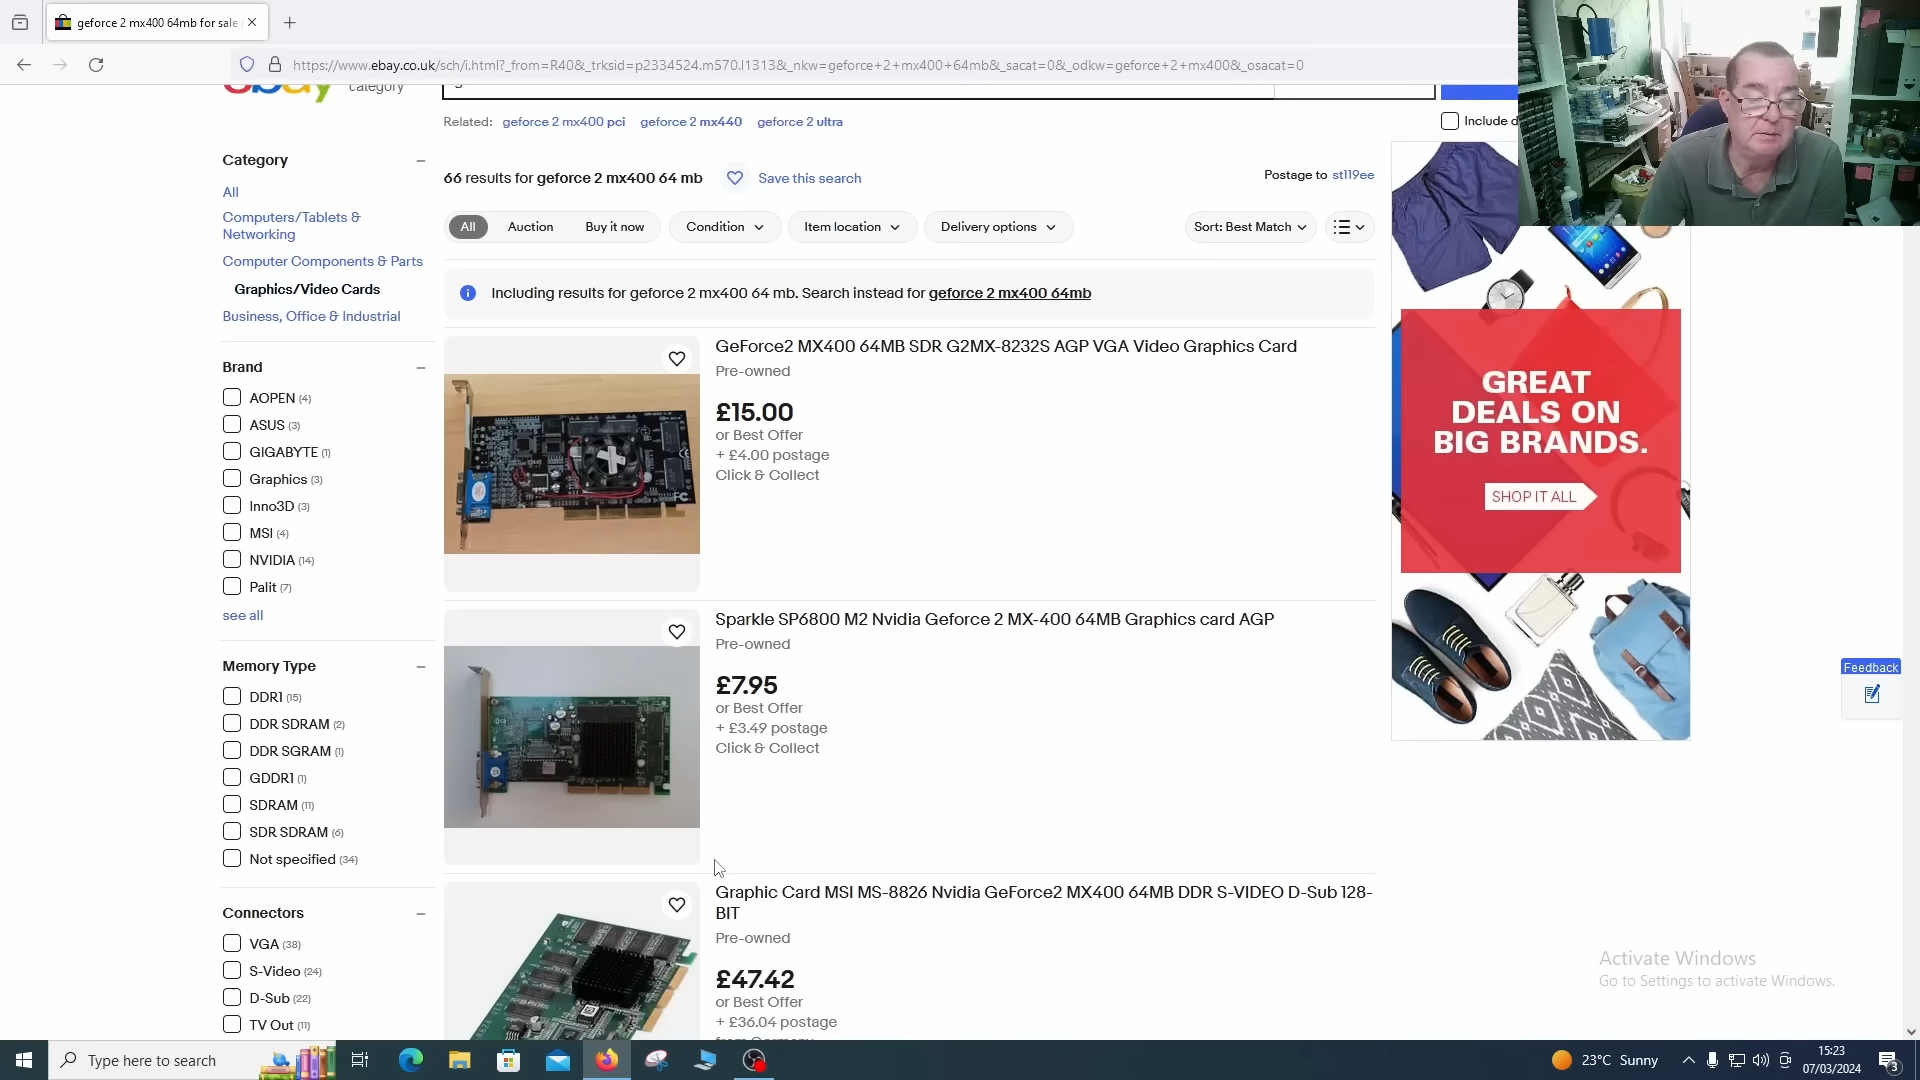 geforce 2 mx400 64mb for sale
https://www.ebay.co.uk/sch/i.html?_from=R40&_trksid=p2334524.m570.l1313&_nkw=geforce+2+mx400+64mb&_sacat=0&_odkw=geforce+2+mx400&_osacat=0
ebay
category
Related: geforce 2 mx400 pci geforce 2 mx440 geforce 2 ultra
Include d
Category
All
Computers/Tablets &
Networking
Computer Components & Parts
Graphics/Video Cards
Business, Office & Industrial
Brand
AOPEN (4)
ASUS (3)
GIGABYTE (1)
Graphics (3)
Inno3D (3)
MSI (4)
NVIDIA (14)
Palit (7)
see all
Memory Type
DDR1 (15)
DDR SDRAM (2)
DDR SGRAM (1)
GDDR1 (1)
SDRAM (11)
SDR SDRAM (6)
Not specified (34)
Connectors
VGA (38)
S-Video (24)
D-Sub (22)
TV Out (11)
66 results for geforce 2 mx400 64 mb
Save this search
Postage to st119ee
All Auction Buy it now Condition Item location Delivery options Sort: Best Match
Including results for geforce 2 mx400 64 mb. Search instead for geforce 2 mx400 64mb
GeForce2 MX400 64MB SDR G2MX-8232S AGP VGA Video Graphics Card
Pre-owned
£15.00
or Best Offer
+ £4.00 postage
Click & Collect
Sparkle SP6800 M2 Nvidia Geforce 2 MX-400 64MB Graphics card AGP
Pre-owned
£7.95
or Best Offer
+ £3.49 postage
Click & Collect
Graphic Card MSI MS-8826 Nvidia GeForce2 MX400 64MB DDR S-VIDEO D-Sub 128-
BIT
Pre-owned
£47.42
or Best Offer
+ £36.04 postage
from Germany
GREAT
DEALS ON
BIG BRANDS.
SHOP IT ALL
Feedback
Activate Windows
Go to Settings to activate Windows.
Type here to search
23°C Sunny
15:23
07/03/2024
3